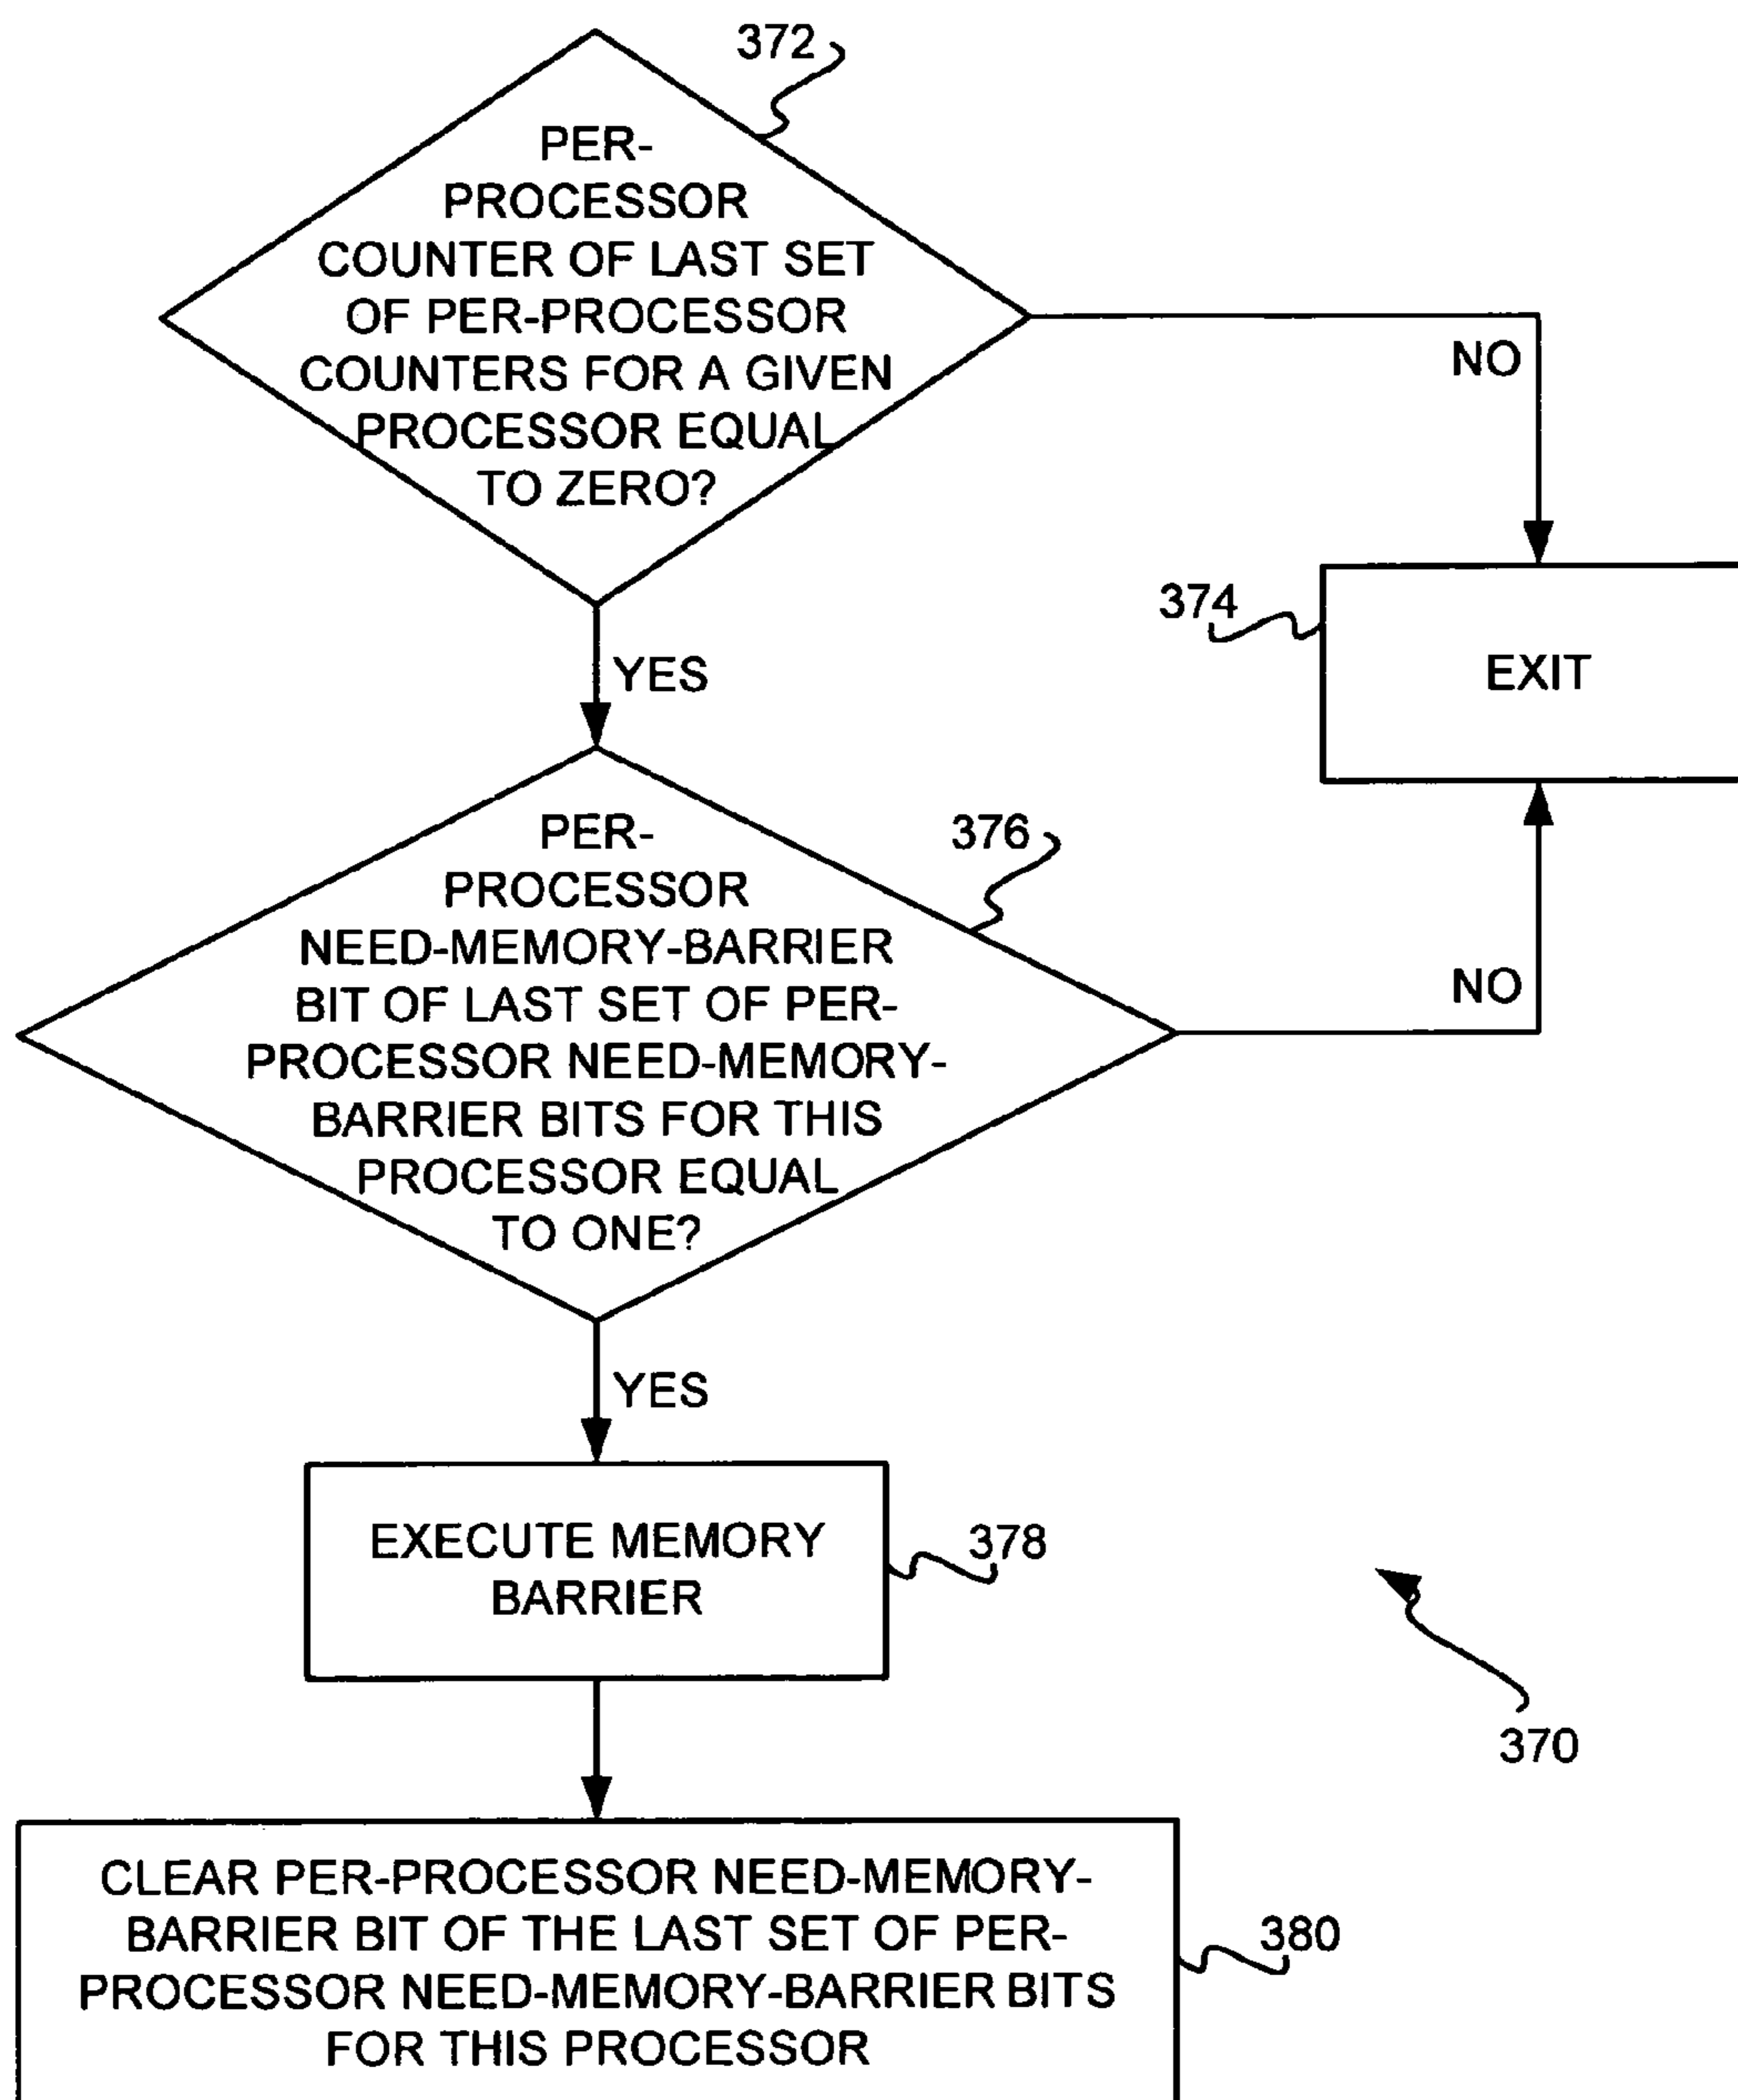 372
PER-
PROCESSOR
COUNTER OF LAST SET
OF PER-PROCESSOR
COUNTERS FOR A GIVEN
PROCESSOR EQUAL
TO ZERO?
NO
374
EXIT
YES
376
PER-
PROCESSOR
NEED-MEMORY-BARRIER
BIT OF LAST SET OF PER-
PROCESSOR NEED-MEMORY-
BARRIER BITS FOR THIS
PROCESSOR EQUAL
TO ONE?
NO
YES
EXECUTE MEMORY
BARRIER
378
370
CLEAR PER-PROCESSOR NEED-MEMORY-
BARRIER BIT OF THE LAST SET OF PER-
PROCESSOR NEED-MEMORY-BARRIER BITS
FOR THIS PROCESSOR
380